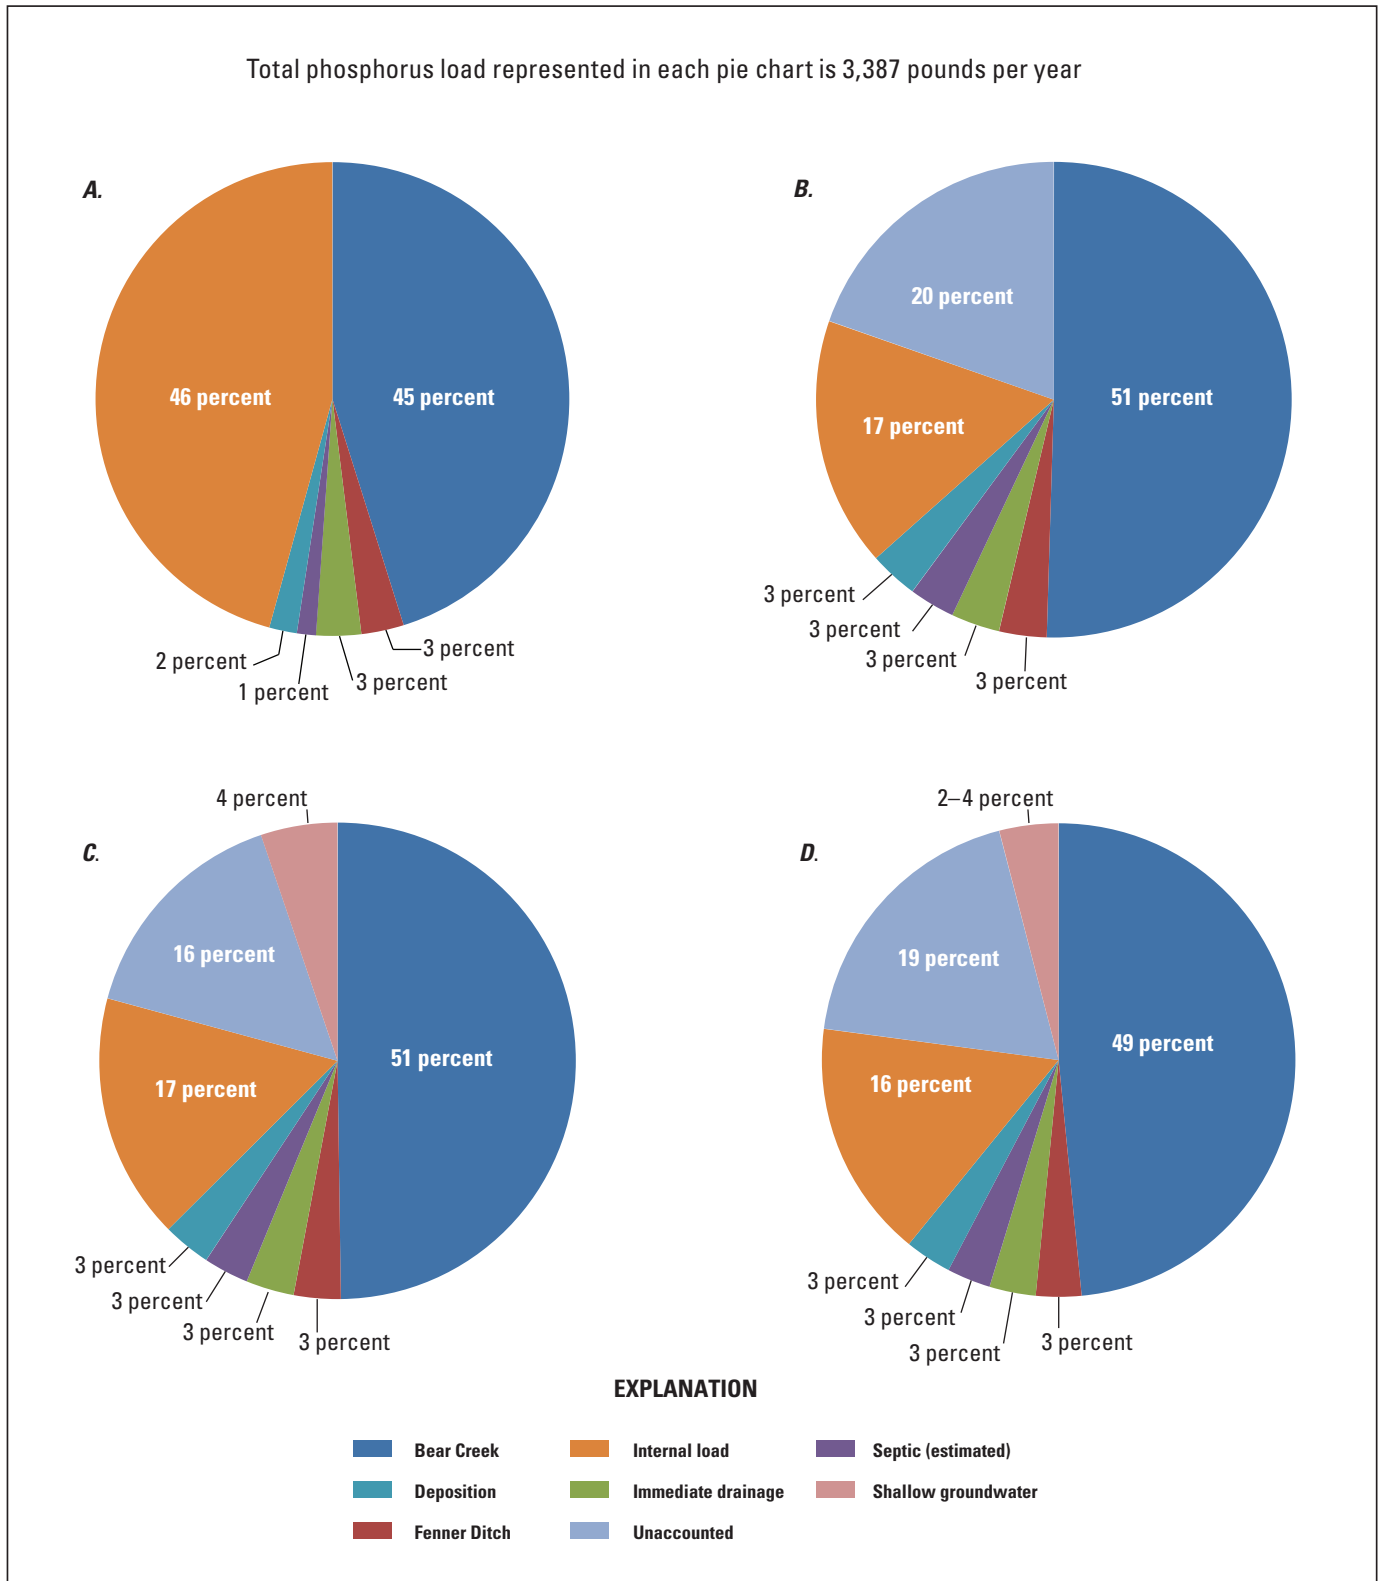 Total phosphorus load represented in each pie chart is 3,387 pounds per year
A.
46 percent
45 percent
3 percent
3 percent
1 percent
2 percent
B.
20 percent
51 percent
17 percent
3 percent
3 percent
3 percent
3 percent
C.
4 percent
16 percent
51 percent
17 percent
3 percent
3 percent
3 percent
3 percent
D.
2–4 percent
19 percent
49 percent
16 percent
3 percent
3 percent
3 percent
3 percent
EXPLANATION
Bear Creek
Deposition
Fenner Ditch
Internal load
Immediate drainage
Unaccounted
Septic (estimated)
Shallow groundwater